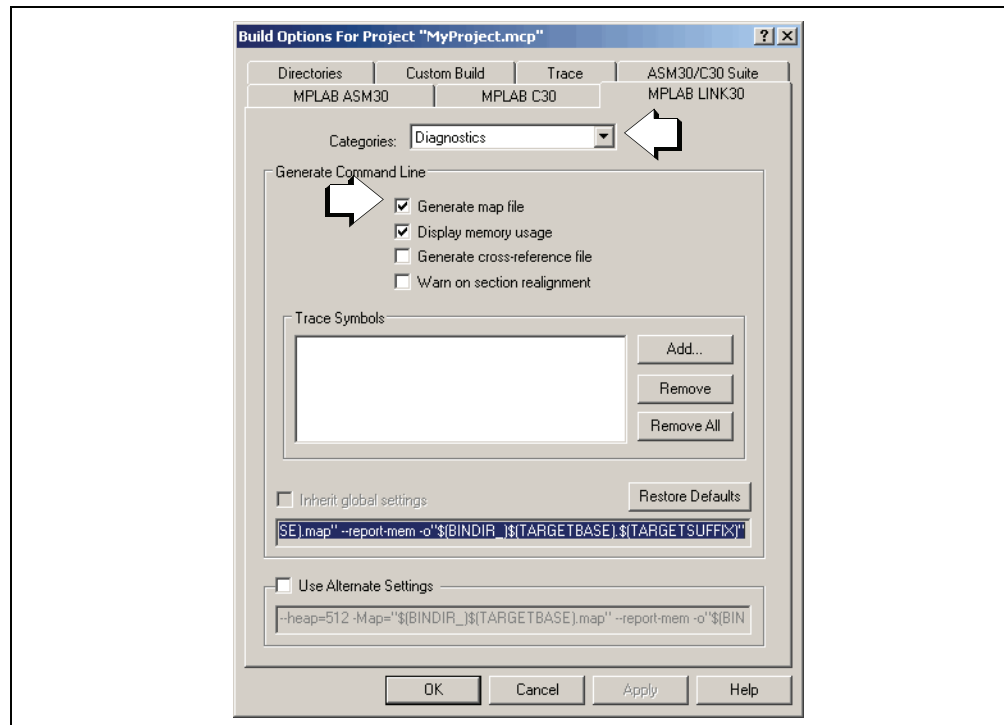 Build Options For Project "MyProject.mcp"
Directories Custom Build Trace ASM30/C30 Suite
MPLAB ASM30 MPLAB C30 MPLAB LINK30
Categories: Diagnostics
Generate Command Line
Generate map file
Display memory usage
Generate cross-reference file
Warn on section realignment
Trace Symbols
Add...
Remove
Remove All
Inherit global settings Restore Defaults
SE).map" --report-mem -o"$(BINDIR_)$(TARGETBASE).$(TARGETSUFFIX)"
Use Alternate Settings
--heap=512 -Map="$(BINDIR_)$(TARGETBASE).map" --report-mem -o"$(BIN
OK Cancel Apply Help